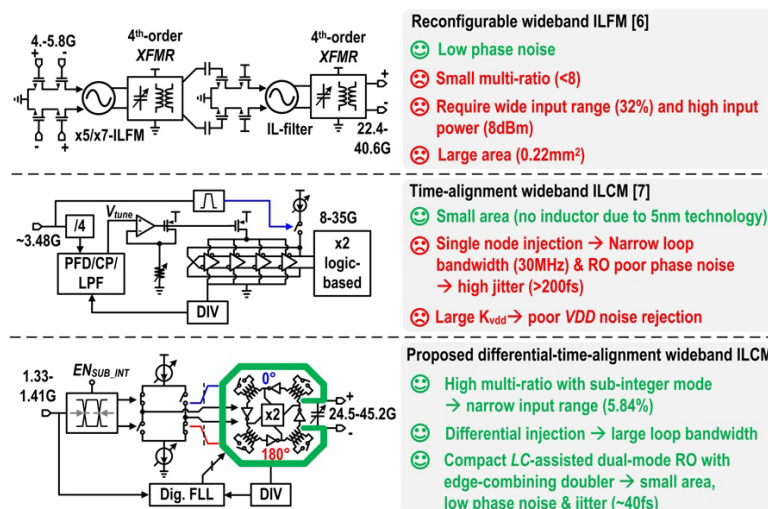 4.-5.8G
+
-
4th-order
XFMR
4th-order
XFMR
x5/x7-ILFM
IL-filter
-
+
+
-
22.4-
40.6G
Reconfigurable wideband ILFM [6]
Low phase noise
Small multi-ratio (<8)
Require wide input range (32%) and high input
power (8dBm)
Large area (0.22mm²)
~3.48G
/4
Vtune
PFD/CP/
LPF
DIV
8-35G
x2
logic-
based
Time-alignment wideband ILCM [7]
Small area (no inductor due to 5nm technology)
Single node injection → Narrow loop
bandwidth (30MHz) & RO poor phase noise
→ high jitter (>200fs)
Large Kvdd→ poor VDD noise rejection
1.33-
1.41G
ENSUB_INT
0°
x2
180°
+
24.5-45.2G
-
Dig. FLL
DIV
Proposed differential-time-alignment wideband ILCM
High multi-ratio with sub-integer mode
→ narrow input range (5.84%)
Differential injection → large loop bandwidth
Compact LC-assisted dual-mode RO with
edge-combining doubler → small area,
low phase noise & jitter (~40fs)